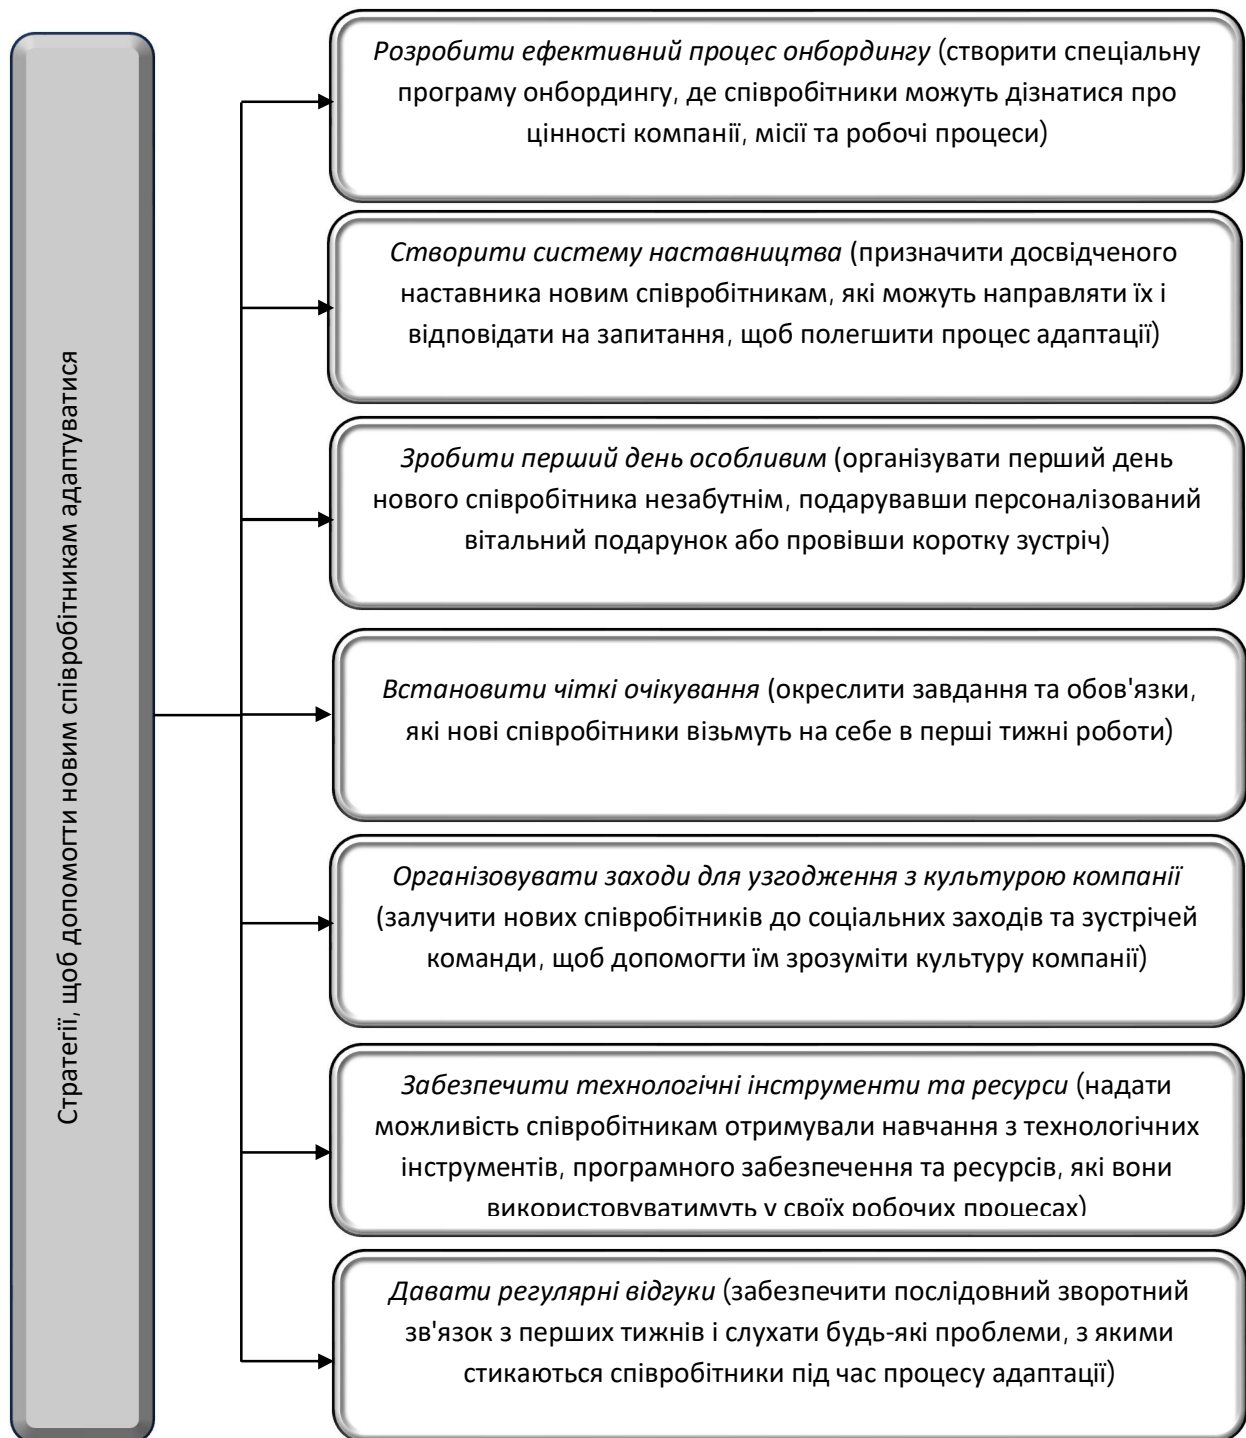 Стратегії, щоб допомогти новим співробітникам адаптуватися
Розробити ефективний процес онбордингу (створити спеціальну
програму онбордингу, де співробітники можуть дізнатися про
цінності компанії, місії та робочі процеси)
Створити систему наставництва (призначити досвідченого
наставника новим співробітникам, які можуть направляти їх і
відповідати на запитання, щоб полегшити процес адаптації)
Зробити перший день особливим (організувати перший день
нового співробітника незабутнім, подарувавши персоналізований
вітальний подарунок або провівши коротку зустріч)
Встановити чіткі очікування (окреслити завдання та обов'язки,
які нові співробітники візьмуть на себе в перші тижні роботи)
Організовувати заходи для узгодження з культурою компанії
(залучити нових співробітників до соціальних заходів та зустрічей
команди, щоб допомогти їм зрозуміти культуру компанії)
Забезпечити технологічні інструменти та ресурси (надати
можливість співробітникам отримували навчання з технологічних
інструментів, програмного забезпечення та ресурсів, які вони
використовуватимуть у своїх робочих процесах)
Давати регулярні відгуки (забезпечити послідовний зворотний
зв'язок з перших тижнів і слухати будь-які проблеми, з якими
стикаються співробітники під час процесу адаптації)